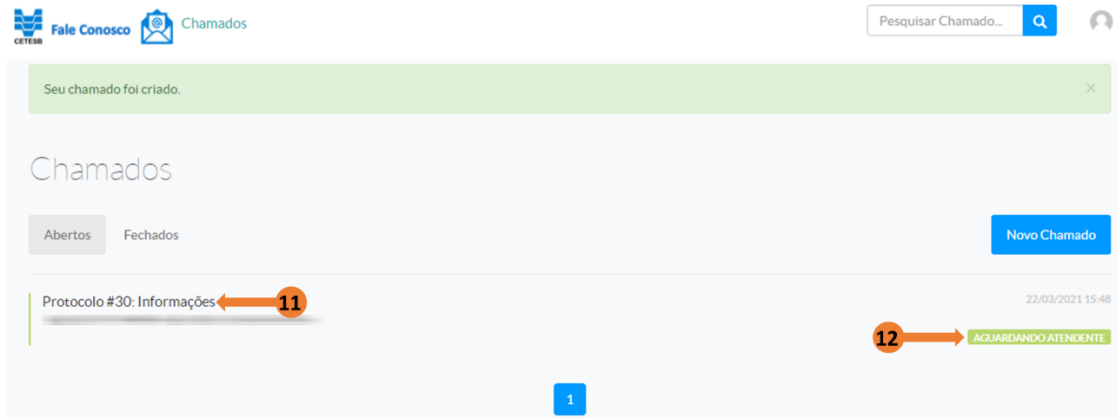 CETESB Fale Conosco Chamados Pesquisar Chamado...
Seu chamado foi criado. ×
Chamados
Abertos Fechados Novo Chamado
Protocolo #30: Informações 11 22/03/2021 15:48
12 AGUARDANDO ATENDENTE
1